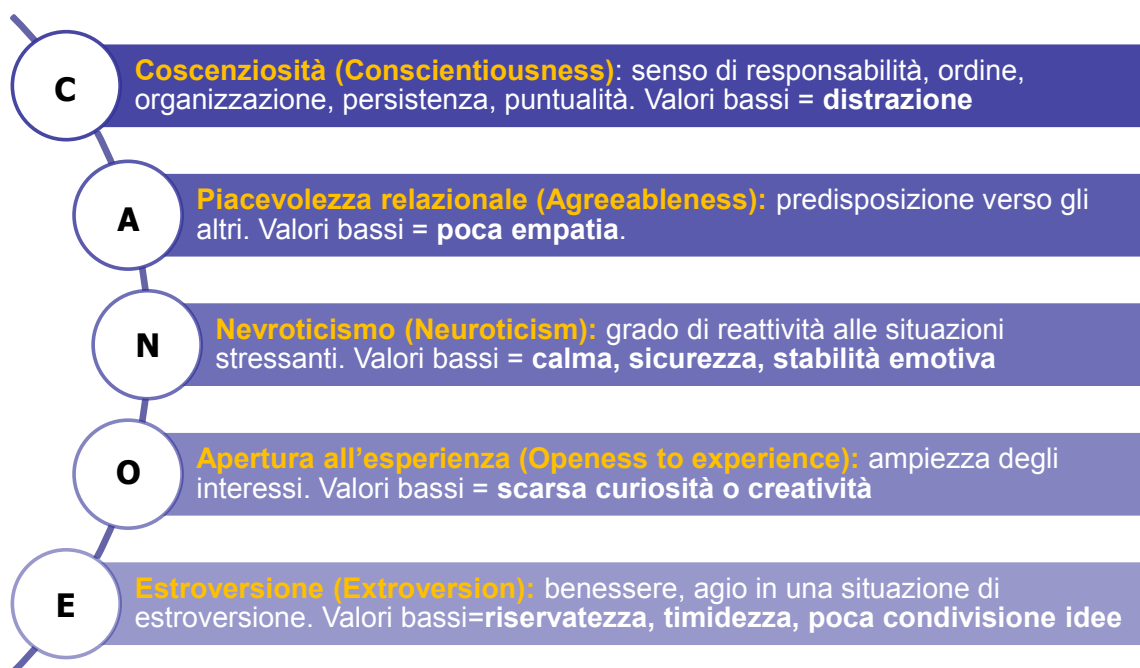 C
Coscenziosità (Conscientiousness): senso di responsabilità, ordine,
organizzazione, persistenza, puntualità. Valori bassi = distrazione
A
Piacevolezza relazionale (Agreeableness): predisposizione verso gli
altri. Valori bassi = poca empatia.
N
Nevroticismo (Neuroticism): grado di reattività alle situazioni
stressanti. Valori bassi = calma, sicurezza, stabilità emotiva
O
Apertura all’esperienza (Openess to experience): ampiezza degli
interessi. Valori bassi = scarsa curiosità o creatività
E
Estroversione (Extroversion): benessere, agio in una situazione di
estroversione. Valori bassi=riservatezza, timidezza, poca condivisione idee